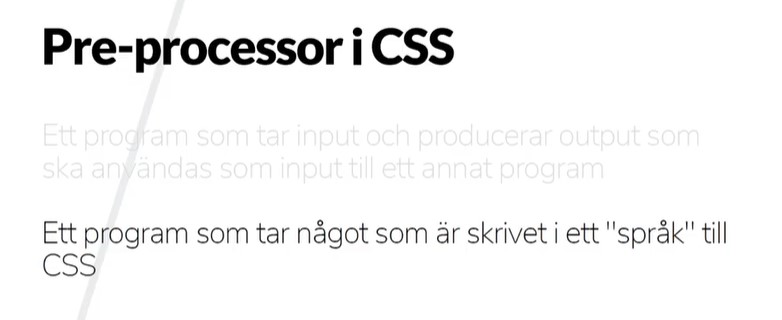 Pre-processor i CSS
Ett program som tar input och producerar output som
ska användas som input till ett annat program
Ett program som tar något som är skrivet i ett "språk" till
CSS